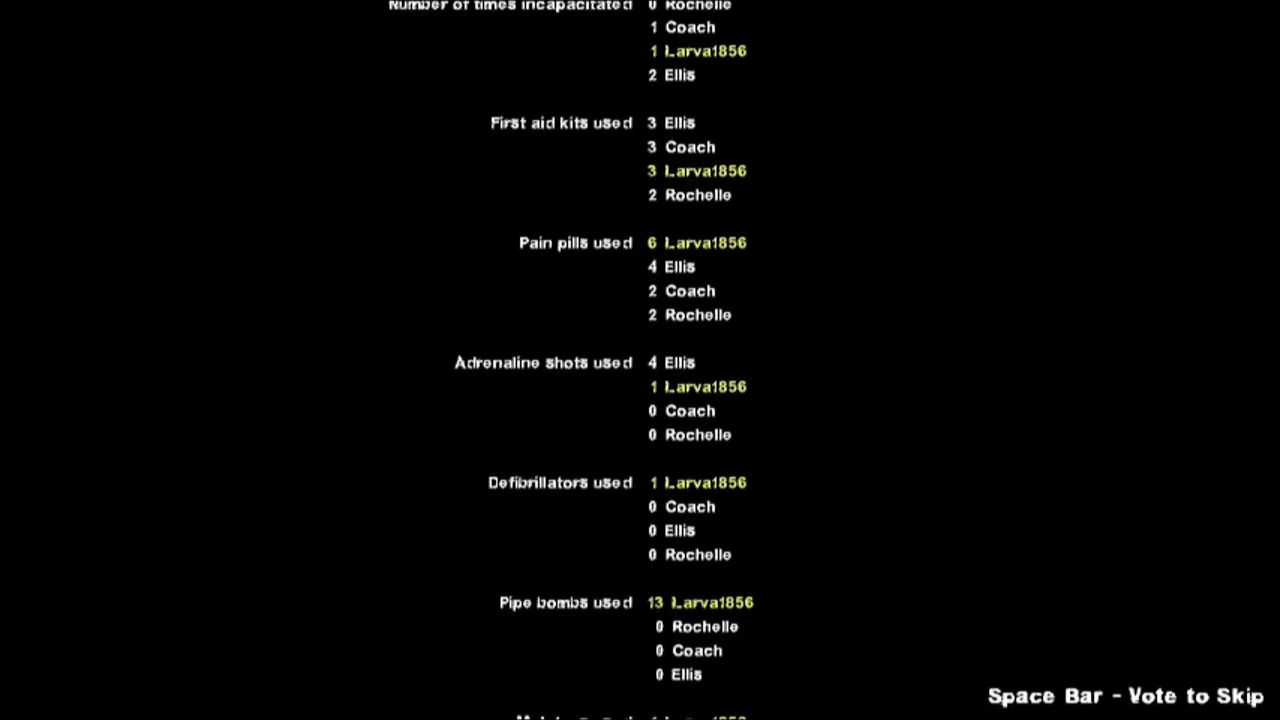 Number of times incapacitated 0 Rochelle
1 Coach
1 Larva1856
2 Ellis
First aid kits used 3 Ellis
3 Coach
3 Larva1856
2 Rochelle
Pain pills used 6 Larva1856
4 Ellis
2 Coach
2 Rochelle
Adrenaline shots used 4 Ellis
1 Larva1856
0 Coach
0 Rochelle
Defibrillators used 1 Larva1856
0 Coach
0 Ellis
0 Rochelle
Pipe bombs used 13 Larva1856
0 Rochelle
0 Coach
0 Ellis
Space Bar - Vote to Skip